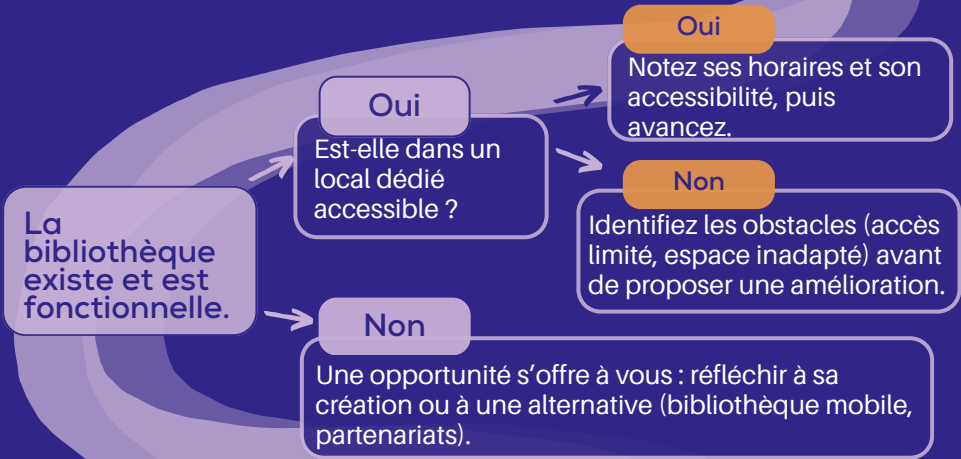 La
bibliothèque
existe et est
fonctionnelle.
Oui
Est-elle dans un
local dédié
accessible ?
Oui
Notez ses horaires et son
accessibilité, puis
avancez.
Non
Identifiez les obstacles (accès
limité, espace inadapté) avant
de proposer une amélioration.
Non
Une opportunité s’offre à vous : réfléchir à sa
création ou à une alternative (bibliothèque mobile,
partenariats).